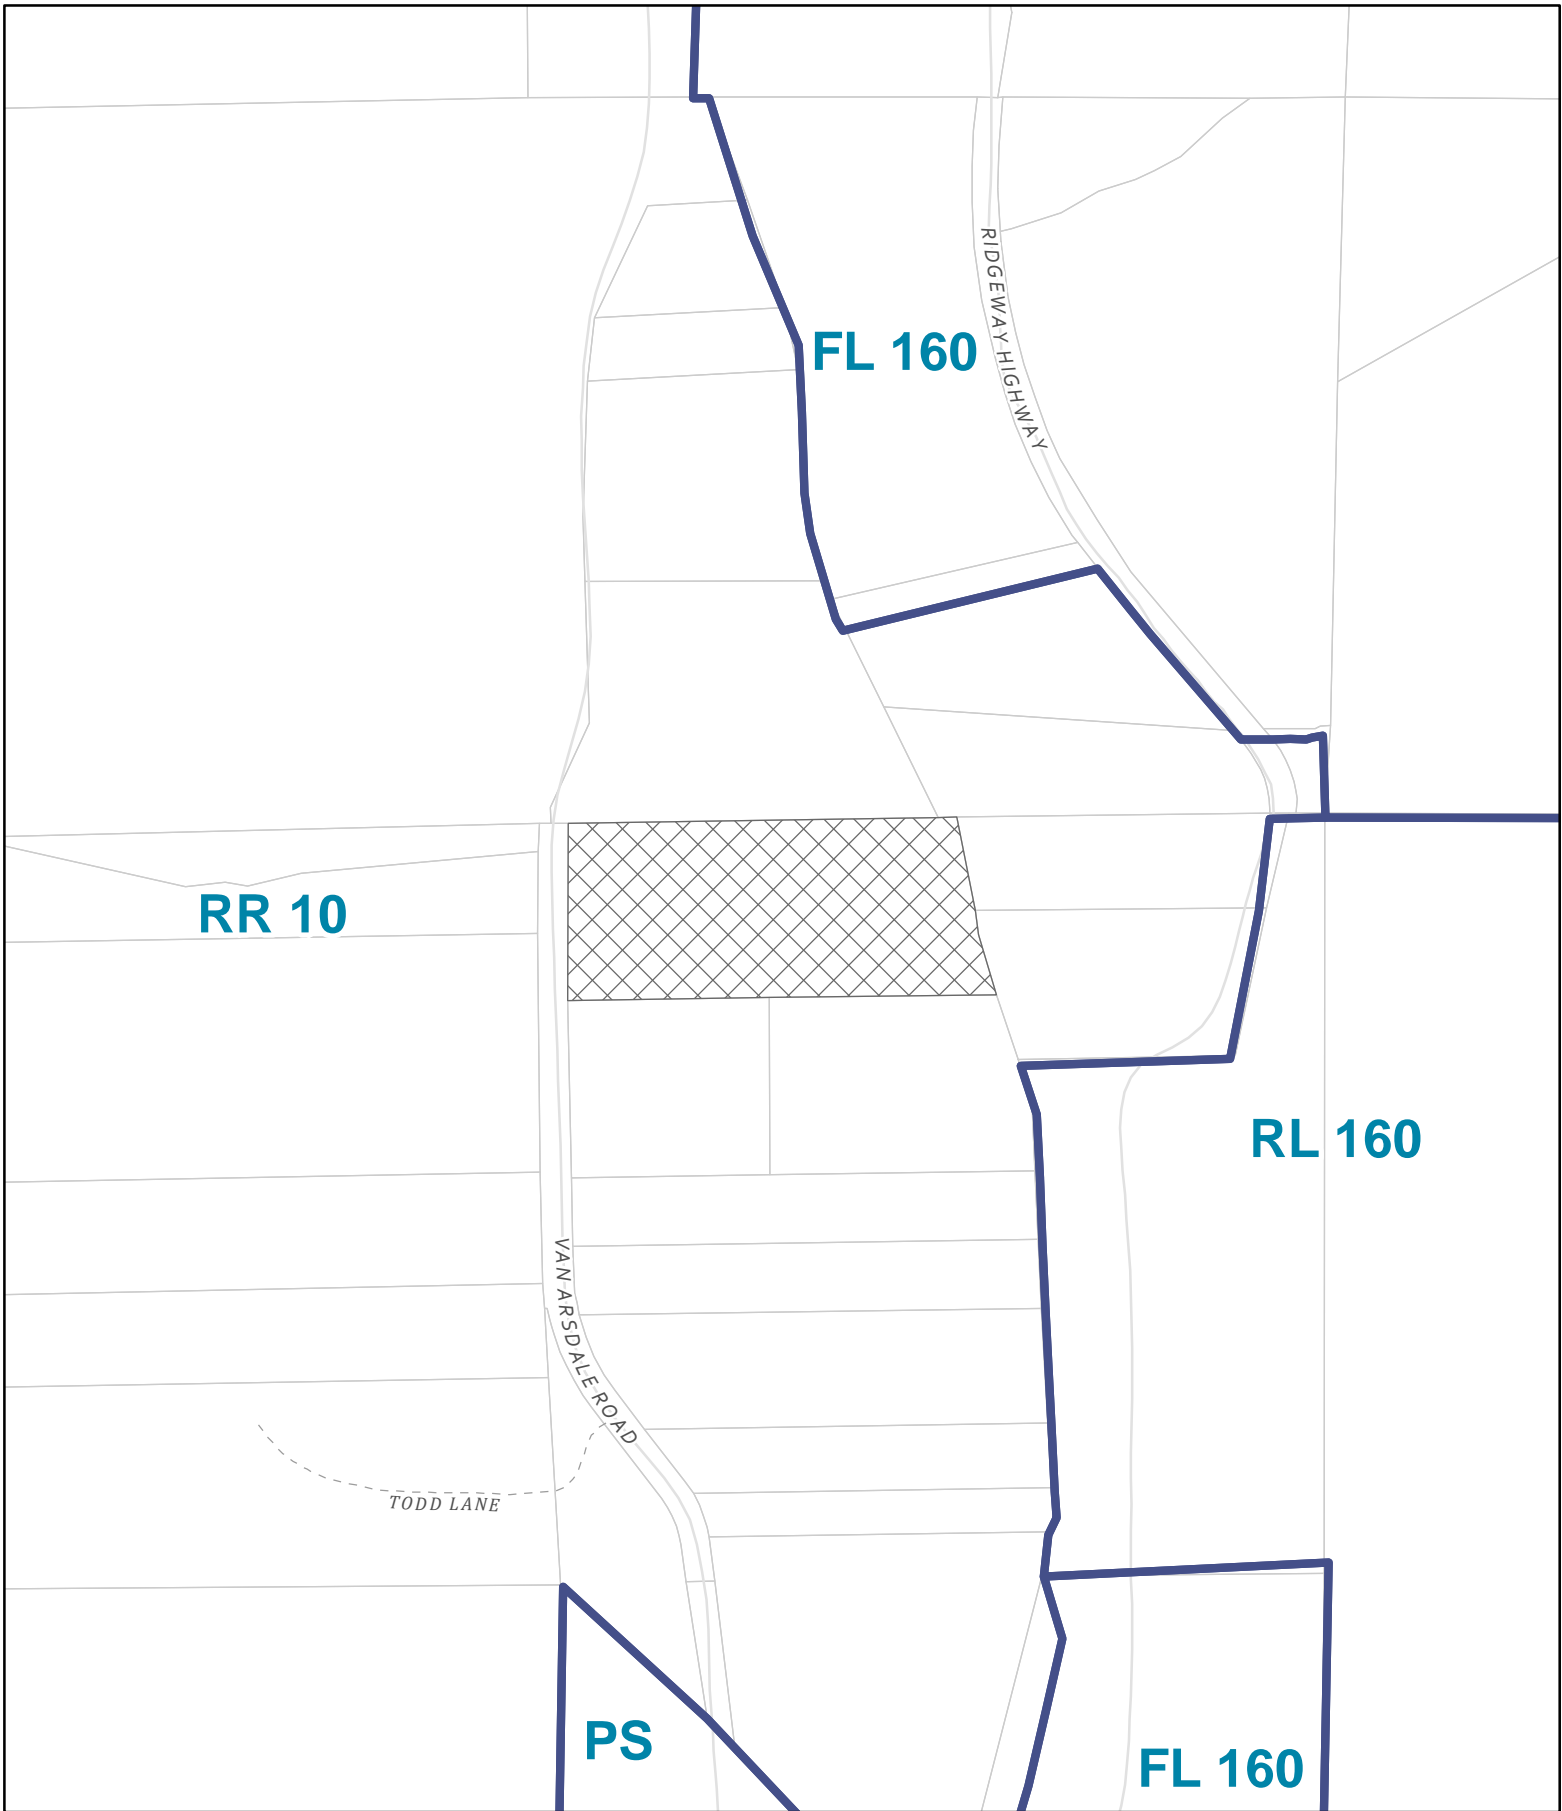 RIDGEWAY HIGHWAY
FL 160
RR 10
RL 160
VAN ARSDALE ROAD
TODD LANE
PS
FL 160